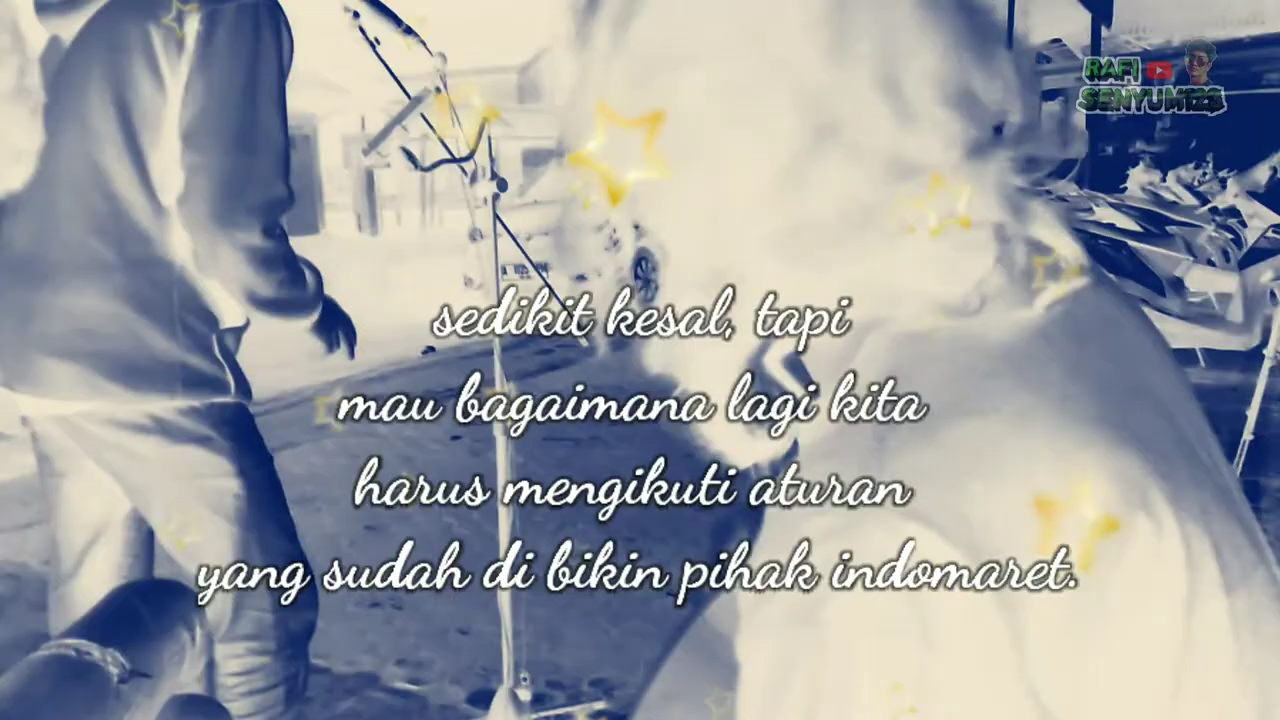 RAFI
SENYUM123
sedikit kesal, tapi
mau bagaimana lagi kita
harus mengikuti aturan
yang sudah di bikin pihak indomaret.